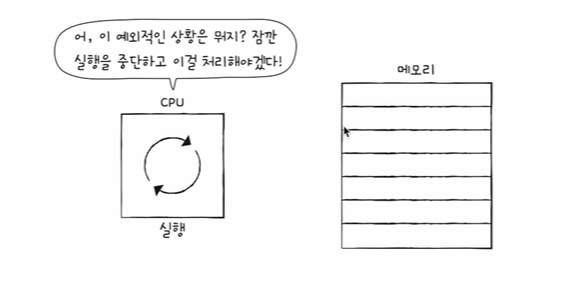 어, 이 예외적인 상황은 뭐지? 잠깐
실행을 중단하고 이걸 처리해야겠다!
메모리
CPU
실행